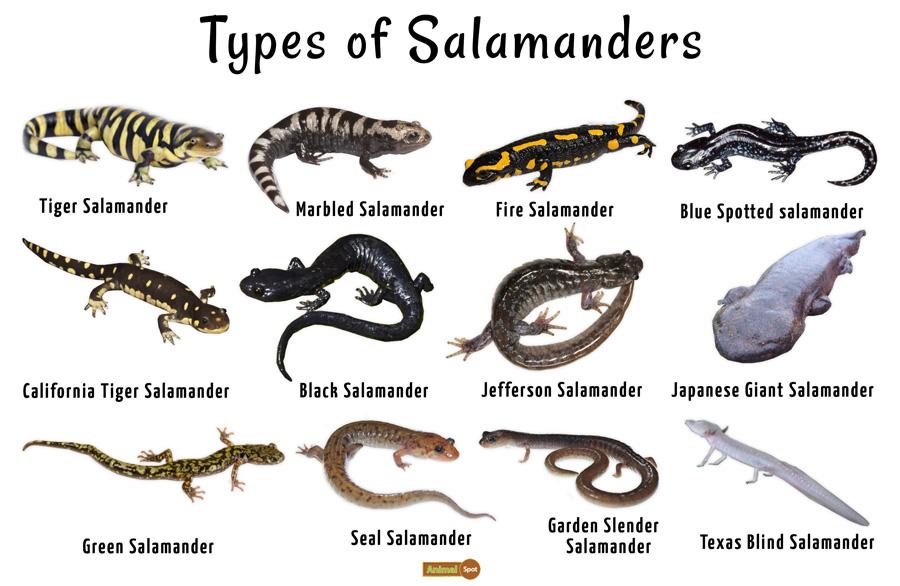 Types of Salamanders
Tiger Salamander
Marbled Salamander
Fire Salamander
Blue Spotted salamander
California Tiger Salamander
Black Salamander
Jefferson Salamander
Japanese Giant Salamander
Green Salamander
Seal Salamander
Garden Slender
Salamander
Texas Blind Salamander
Animal Spot